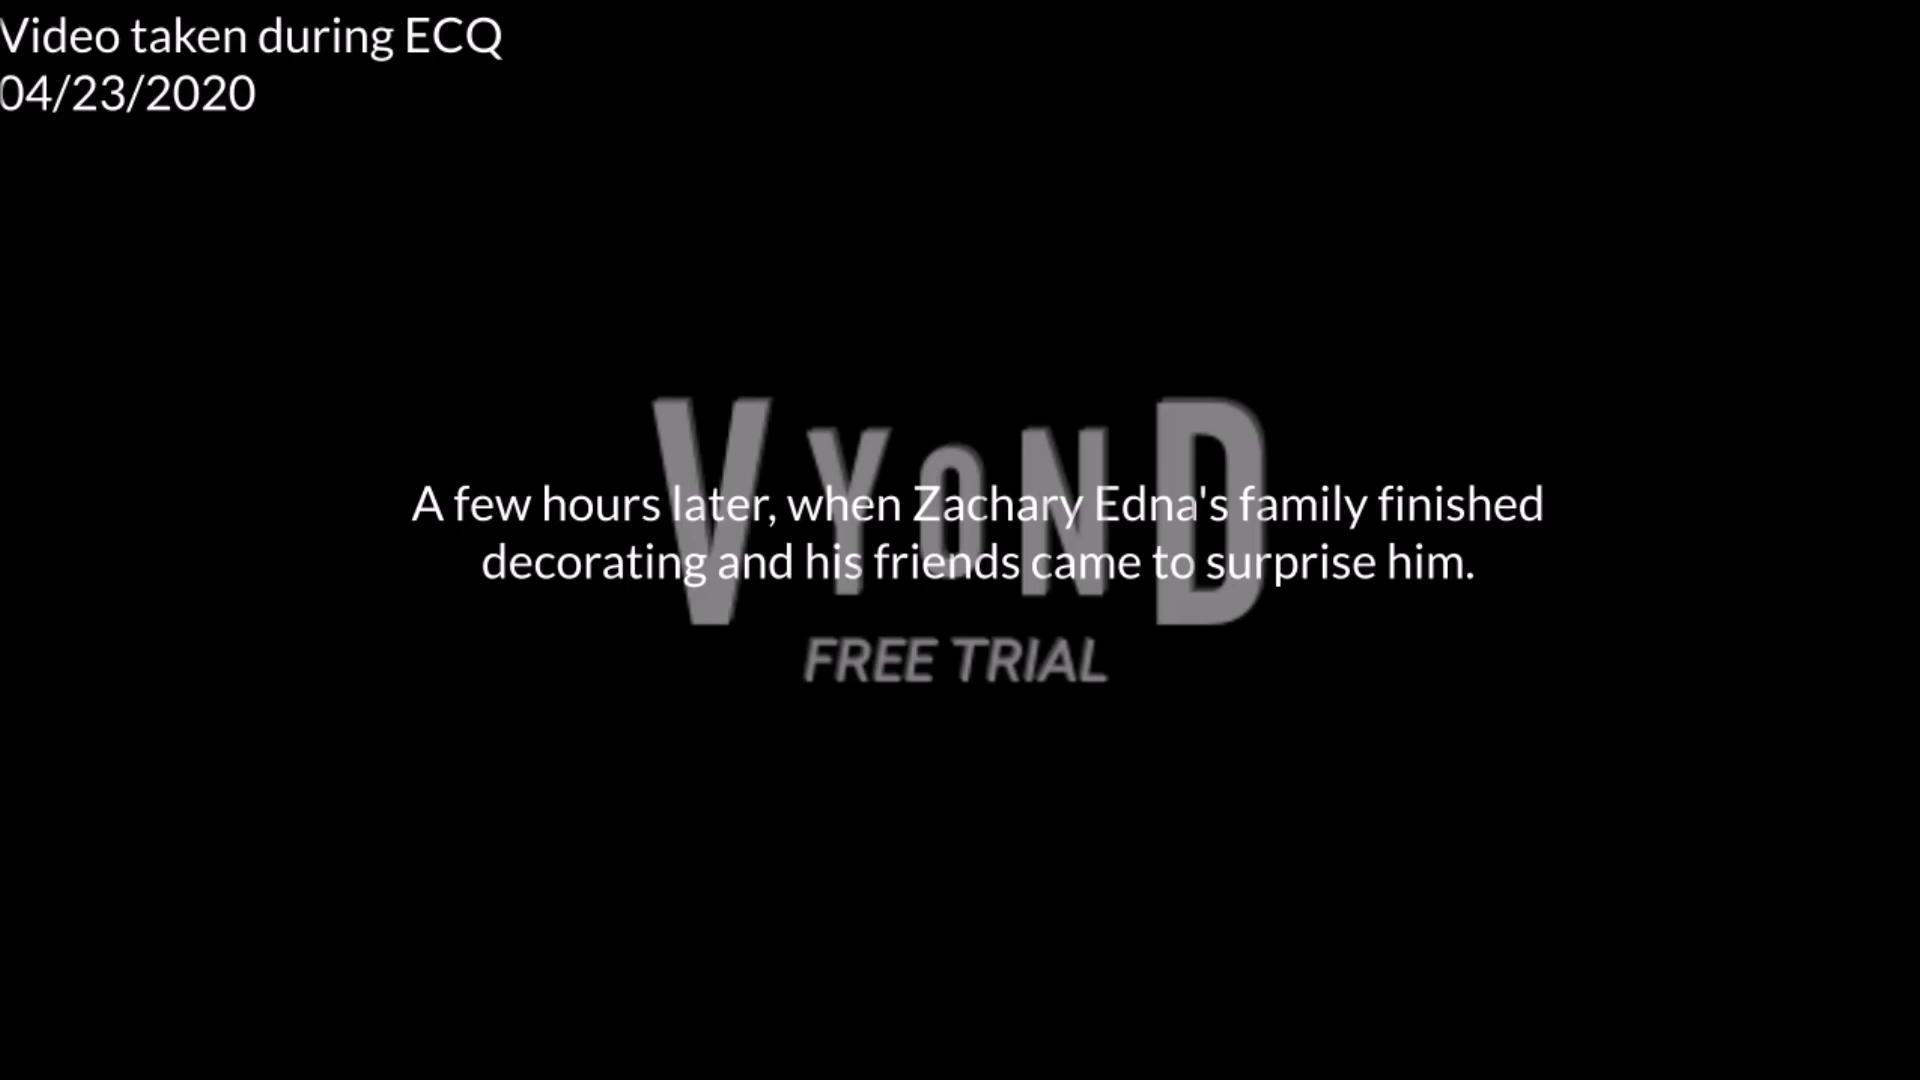 Video taken during ECQ
04/23/2020
VYOND
A few hours later, when Zachary Edna's family finished
decorating and his friends came to surprise him.
FREE TRIAL